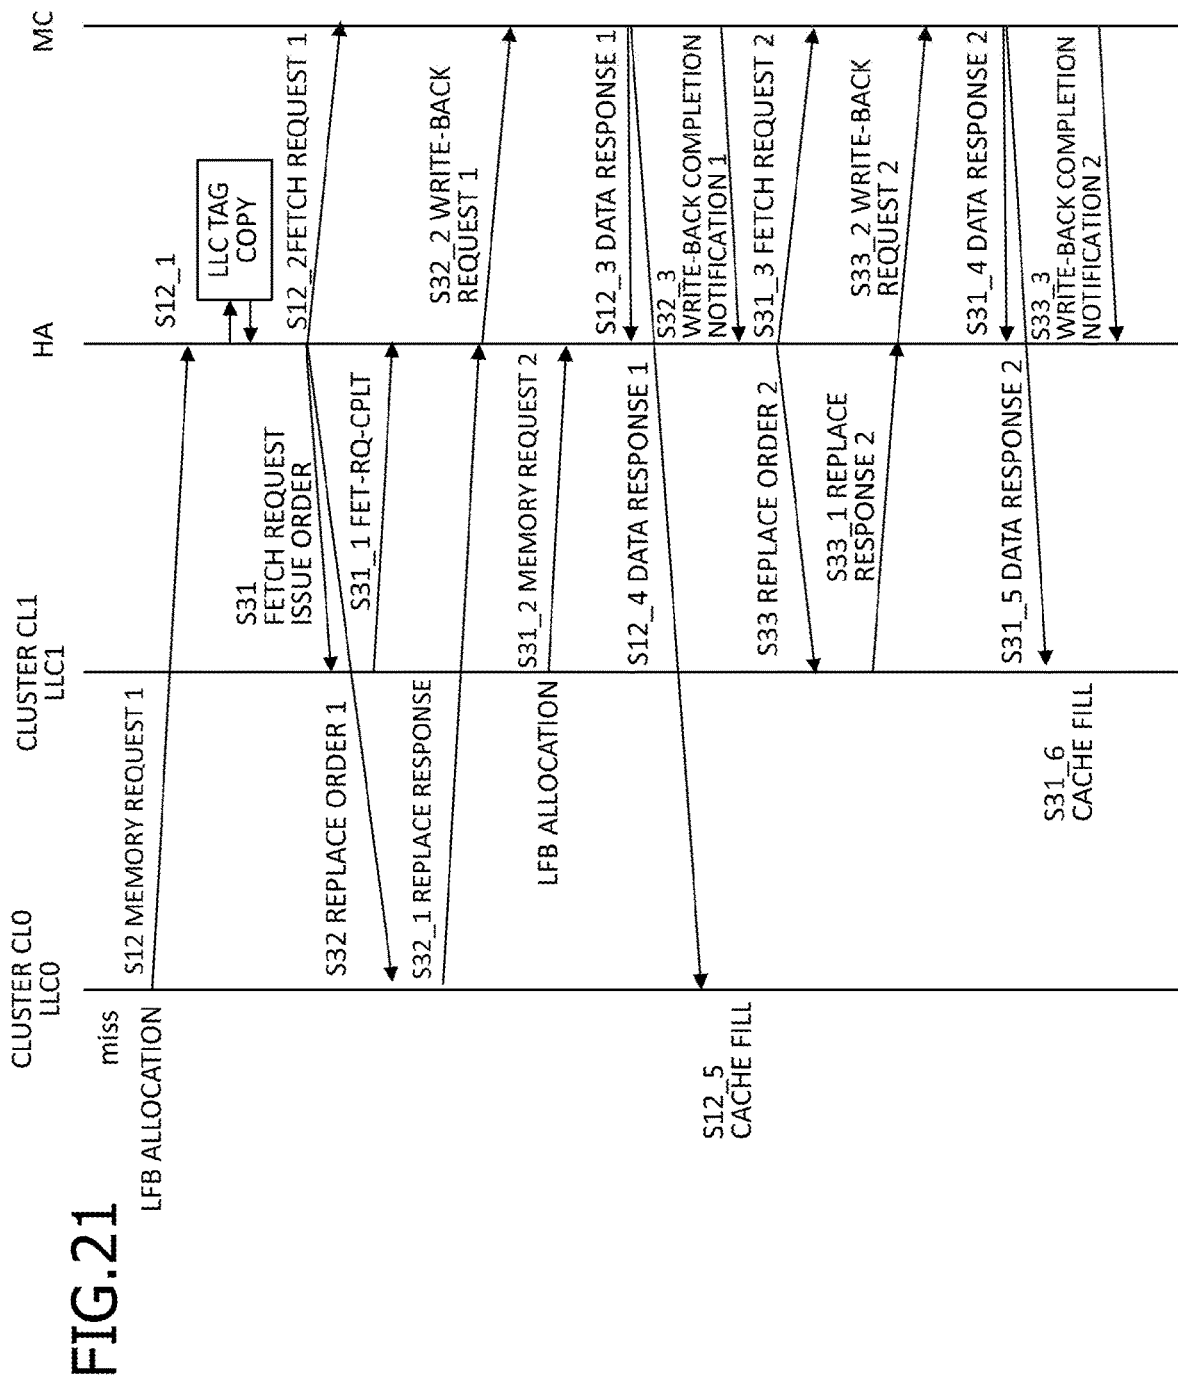 FIG.21
CLUSTER CL0
LLC0
CLUSTER CL1
LLC1
HA
MC
miss
LFB ALLOCATION
S12 MEMORY REQUEST 1
S12_1
LLC TAG
COPY
S12_2FETCH REQUEST 1
S31
FETCH REQUEST
ISSUE ORDER
S32 REPLACE ORDER 1
S31_1 FET-RQ-CPLT
S32_1 REPLACE RESPONSE
S32_2 WRITE-BACK
REQUEST 1
LFB ALLOCATION
S31_2 MEMORY REQUEST 2
S12_3 DATA RESPONSE 1
S12_4 DATA RESPONSE 1
S12_5
CACHE FILL
S32_3
WRITE-BACK COMPLETION
NOTIFICATION 1
S31_3 FETCH REQUEST 2
S33 REPLACE ORDER 2
S33_1 REPLACE
RESPONSE 2
S33_2 WRITE-BACK
REQUEST 2
S31_4 DATA RESPONSE 2
S31_5 DATA RESPONSE 2
S31_6
CACHE FILL
S33_3
WRITE-BACK COMPLETION
NOTIFICATION 2